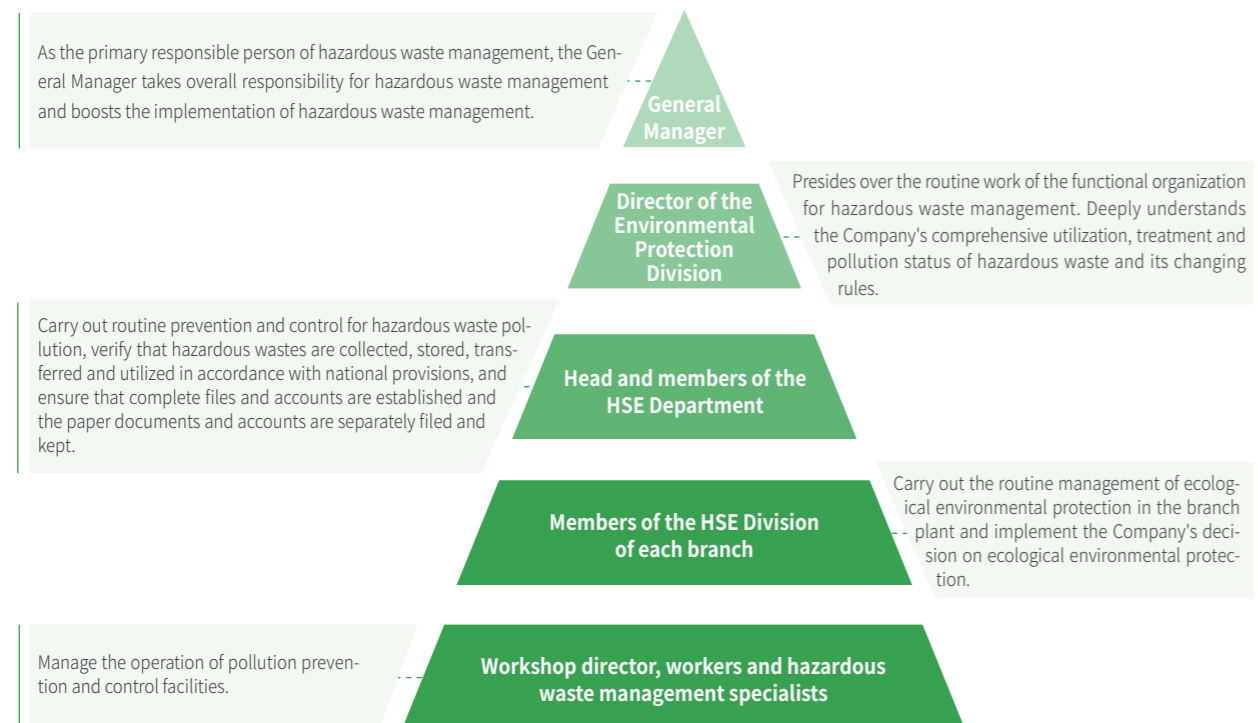 As the primary responsible person of hazardous waste management, the Gen-
eral Manager takes overall responsibility for hazardous waste management
and boosts the implementation of hazardous waste management.
General
Manager
Director of the
Environmental
Protection
Division
Presides over the routine work of the functional organization
for hazardous waste management. Deeply understands
the Company's comprehensive utilization, treatment and
pollution status of hazardous waste and its changing
rules.
Carry out routine prevention and control for hazardous waste pol-
lution, verify that hazardous wastes are collected, stored, trans-
ferred and utilized in accordance with national provisions, and
ensure that complete files and accounts are established and
the paper documents and accounts are separately filed and
kept.
Head and members of the
HSE Department
Members of the HSE Division
of each branch
Carry out the routine management of ecolog-
ical environmental protection in the branch
plant and implement the Company's deci-
sion on ecological environmental protec-
tion.
Manage the operation of pollution preven-
tion and control facilities.
Workshop director, workers and hazardous
waste management specialists